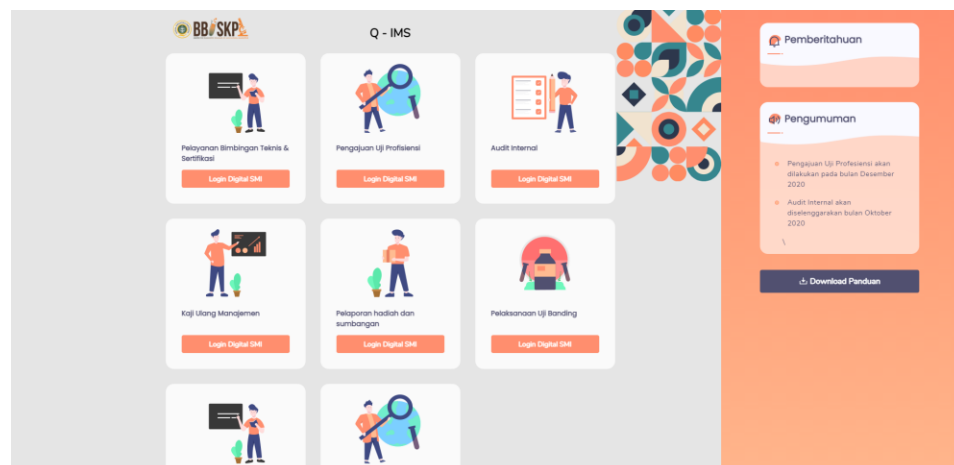 BBUSKP
Q - IMS
Pelayanan Bimbingan Teknis &
Sertifikasi
Login Digital SMI
Pengajuan Uji Profisiensi
Login Digital SMI
Audit Internal
Login Digital SMI
Kaji Ulang Manajemen
Login Digital SMI
Pelaporan hadiah dan
sumbangan
Login Digital SMI
Pelaksanaan Uji Banding
Login Digital SMI
Pemberitahuan
Pengumuman
Pengajuan Uji Profesiensi akan
dilakukan pada bulan Desember
2020
Audit Internal akan
diselenggarakan bulan Oktober
2020
\
Download Panduan